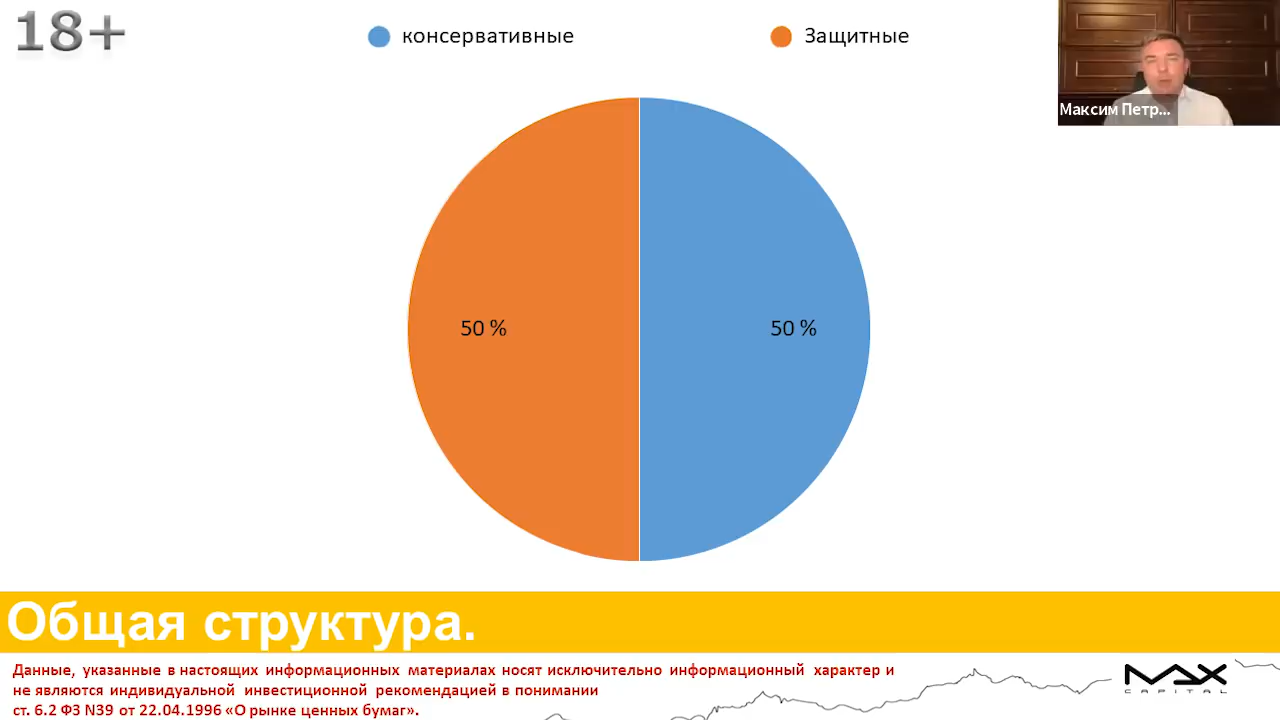 18+
консервативные
Защитные
Максим Петр...
50 %
50 %
Общая структура.
Данные, указанные в настоящих информационных материалах носят исключительно информационный характер и
не являются индивидуальной инвестиционной рекомендацией в понимании
ст. 6.2 ФЗ N39 от 22.04.1996 «О рынке ценных бумаг».
MAX
CAPITAL